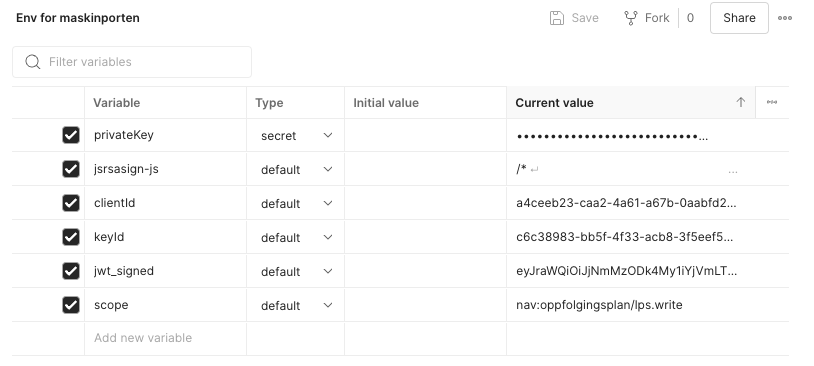 Env for maskinporten Save Fork 0 Share
Filter variables
Variable Type Initial value Current value
privateKey secret ••••••••••••••••••••••••••••...
jsrsasign-js default /* ↵ ...
clientId default a4ceeb23-caa2-4a61-a67b-0aabfd2...
keyId default c6c38983-bb5f-4f33-acb8-3f5eef5...
jwt_signed default eyJraWQiOiJjNmMzODk4My1iYjVmLT...
scope default nav:oppfolgingsplan/lps.write
Add new variable